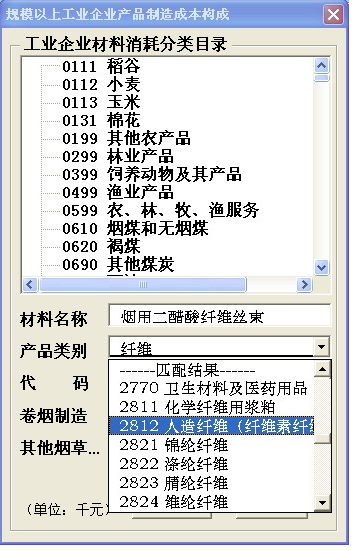 规模以上工业企业产品制造成本构成
工业企业材料消耗分类目录
0111 稻谷
0112 小麦
0113 玉米
0131 棉花
0199 其他农产品
0299 林业产品
0399 饲养动物及其产品
0499 渔业产品
0599 农、林、牧、渔服务
0610 烟煤和无烟煤
0620 褐煤
0690 其他煤炭
材料名称 烟用二醋酸纤维丝束
产品类别 纤维
代 码
卷烟制造
其他烟草...
------匹配结果------
2770 卫生材料及医药用品
2811 化学纤维用浆粕
2812 人造纤维（纤维素纤维
2821 锦纶纤维
2822 涤纶纤维
2823 腈纶纤维
2824 维纶纤维
（单位：千元）